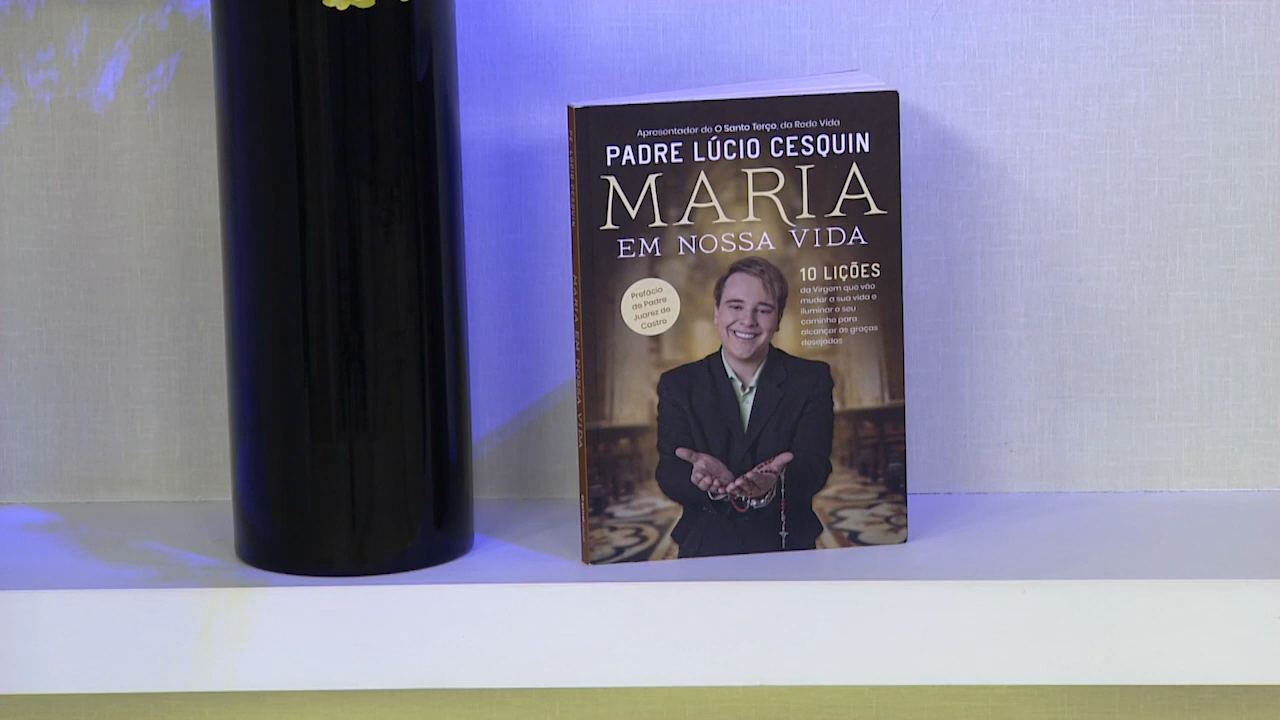 Apresentador de O Santo Terço, da Rede Vida
PADRE LÚCIO CESQUIN
MARIA
EM NOSSA VIDA
10 LIÇÕES
da Virgem que vão
mudar a sua vida e
iluminar o seu
caminho para
alcançar as graças
desejadas
Prefácio
de Padre
Juarez de
Castro
MARIA EM NOSSA VIDA